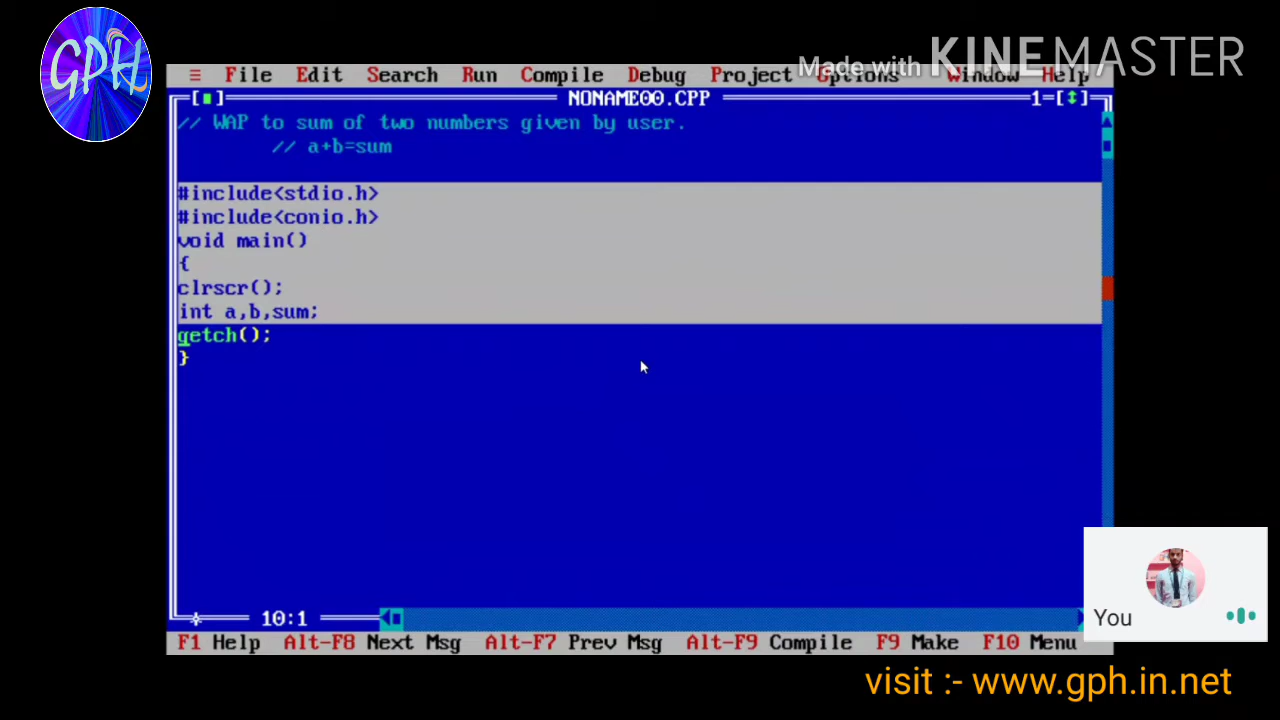 GPH
Made with KINEMASTER
≡ File Edit Search Run Compile Debug Project Options Window Help
[■] NONAME00.CPP 1=[↕]
// WAP to sum of two numbers given by user.
// a+b=sum
#include<stdio.h>
#include<conio.h>
void main()
{
clrscr();
int a,b,sum;
getch();
}
10:1
You
F1 Help Alt-F8 Next Msg Alt-F7 Prev Msg Alt-F9 Compile F9 Make F10 Menu
visit :- www.gph.in.net